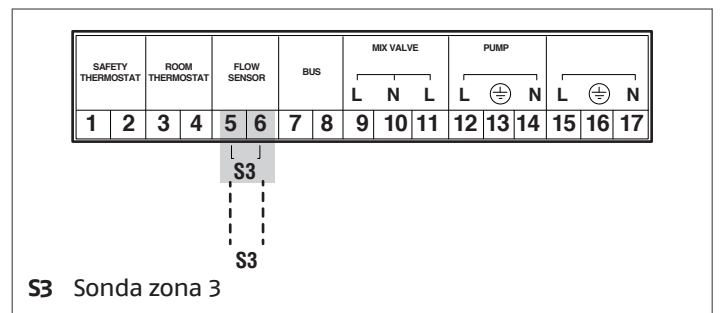 MIX VALVE PUMP
SAFETY THERMOSTAT ROOM THERMOSTAT FLOW SENSOR BUS
L N L L N L N
1 2 3 4 5 6 7 8 9 10 11 12 13 14 15 16 17
S3
S3
S3 Sonda zona 3